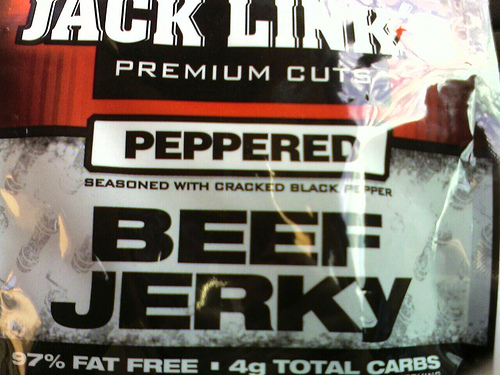 JACK LINK
PREMIUM CUTS
PEPPERED
SEASONED WITH CRACKED BLACK PEPPER
BEEF
JERKY
97% FAT FREE ▪ 4g TOTAL CARBS